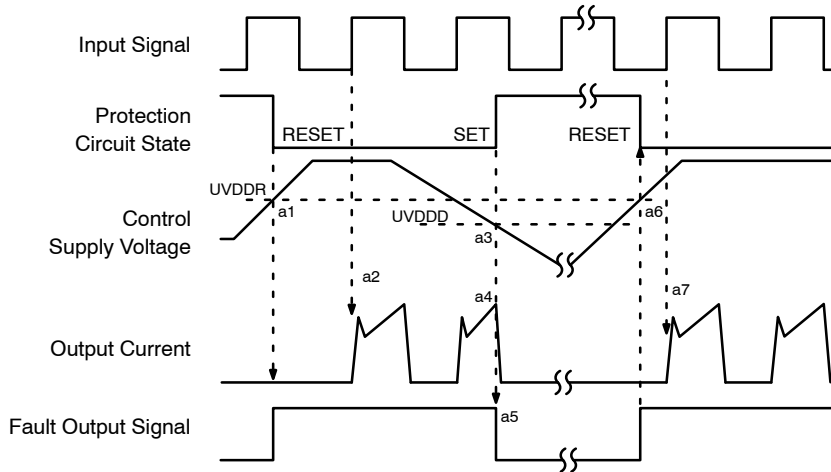 Input Signal
Protection
Circuit State
RESET
SET
RESET
UVDDR
a1
a6
Control
Supply Voltage
UVDDD
a3
a2
a4
a7
Output Current
Fault Output Signal
a5